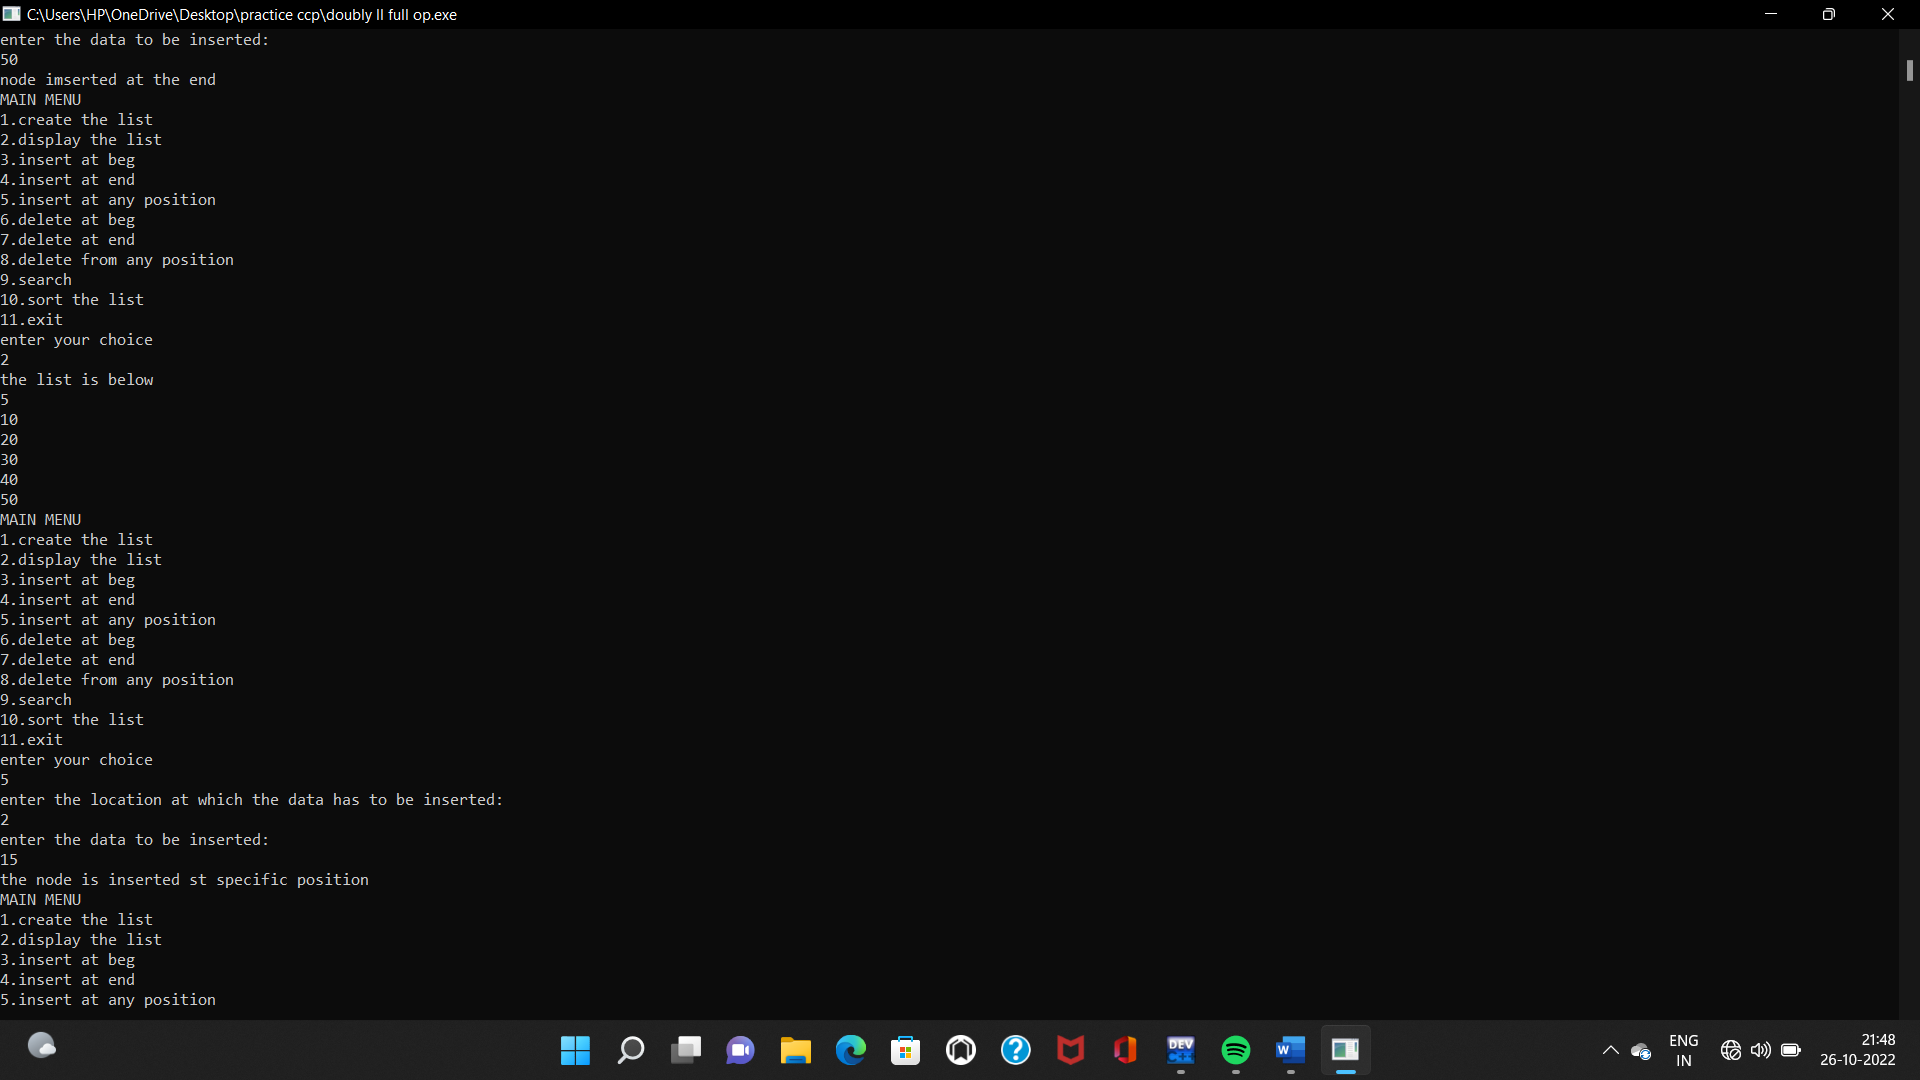 C:\Users\HP\OneDrive\Desktop\practice ccp\doubly ll full op.exe
enter the data to be inserted:
50
node imserted at the end
MAIN MENU
1.create the list
2.display the list
3.insert at beg
4.insert at end
5.insert at any position
6.delete at beg
7.delete at end
8.delete from any position
9.search
10.sort the list
11.exit
enter your choice
2
the list is below
5
10
20
30
40
50
MAIN MENU
1.create the list
2.display the list
3.insert at beg
4.insert at end
5.insert at any position
6.delete at beg
7.delete at end
8.delete from any position
9.search
10.sort the list
11.exit
enter your choice
5
enter the location at which the data has to be inserted:
2
enter the data to be inserted:
15
the node is inserted st specific position
MAIN MENU
1.create the list
2.display the list
3.insert at beg
4.insert at end
5.insert at any position
DEV
C++
W
ENG
IN
21:48
26-10-2022